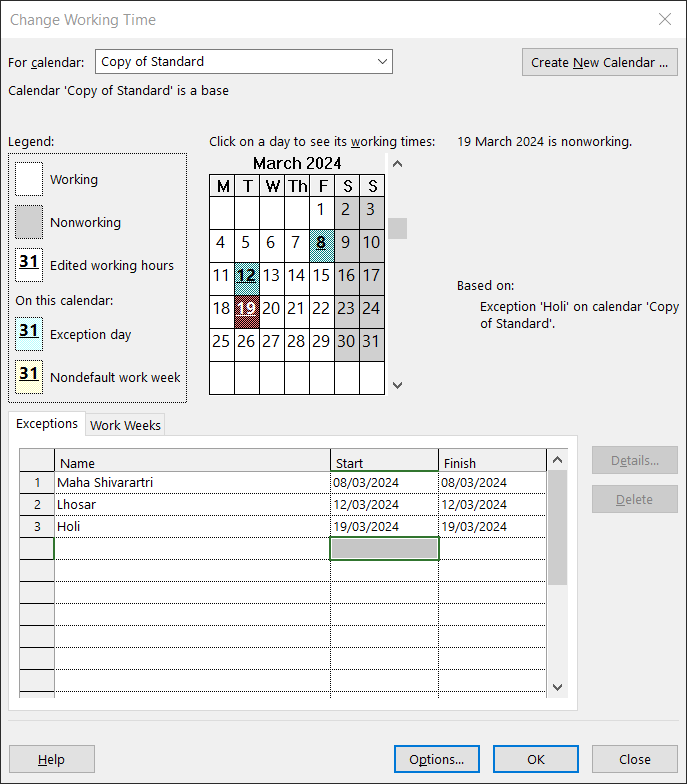 Change Working Time
For calendar: Copy of Standard Create New Calendar ...
Calendar 'Copy of Standard' is a base
Legend: Click on a day to see its working times: 19 March 2024 is nonworking.
Working
Nonworking
31 Edited working hours
On this calendar:
31 Exception day
31 Nondefault work week
March 2024
M T W Th F S S
1 2 3
4 5 6 7 8 9 10
11 12 13 14 15 16 17
18 19 20 21 22 23 24
25 26 27 28 29 30 31
Based on:
Exception 'Holi' on calendar 'Copy
of Standard'.
Exceptions Work Weeks
Name Start Finish
1 Maha Shivarartri 08/03/2024 08/03/2024
2 Lhosar 12/03/2024 12/03/2024
3 Holi 19/03/2024 19/03/2024
Details...
Delete
Help Options... OK Close